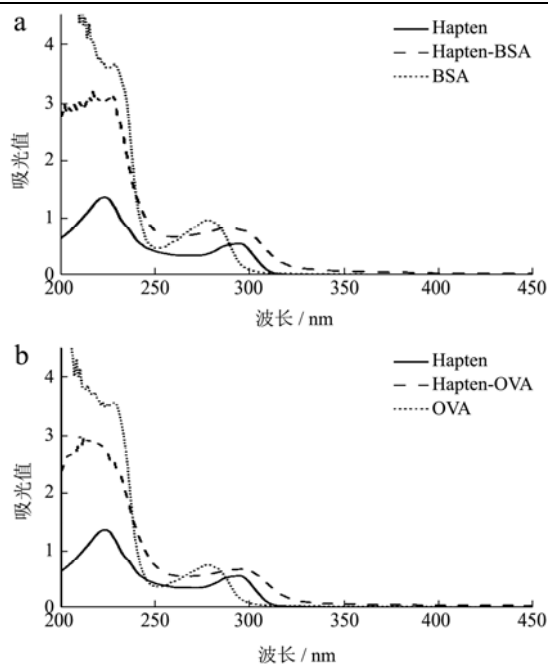 a
Hapten
Hapten-BSA
BSA
吸光值
4
3
2
1
0
200 250 300 350 400 450
波长 / nm
b
Hapten
Hapten-OVA
OVA
吸光值
4
3
2
1
0
200 250 300 350 400 450
波长 / nm